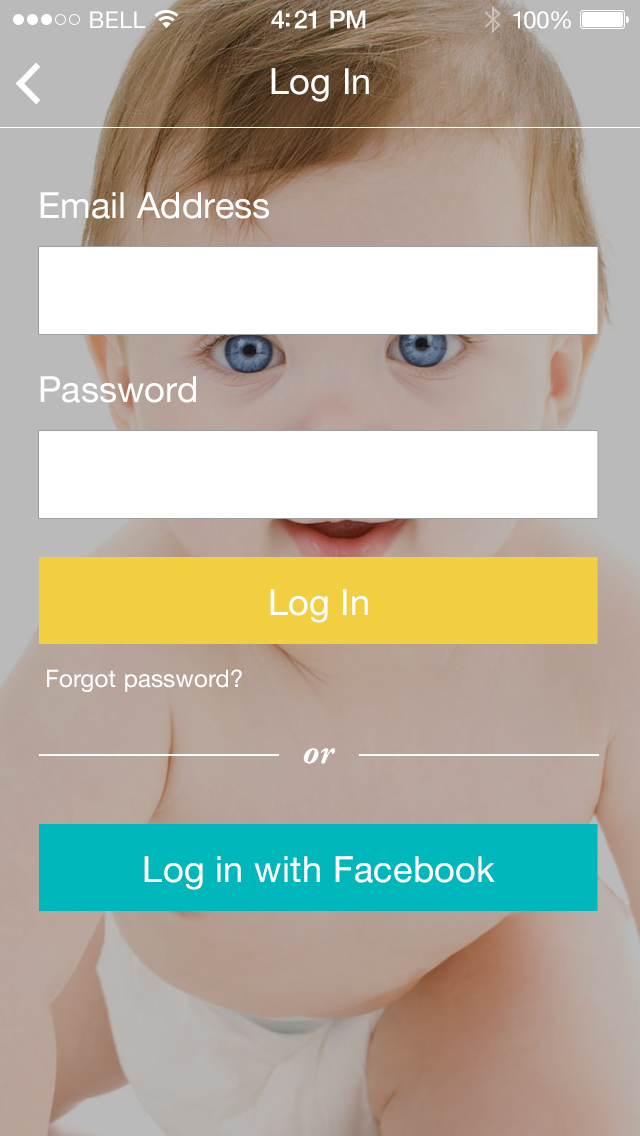 BELL 4:21 PM 100%
Log In
Email Address
Password
Log In
Forgot password?
or
Log in with Facebook